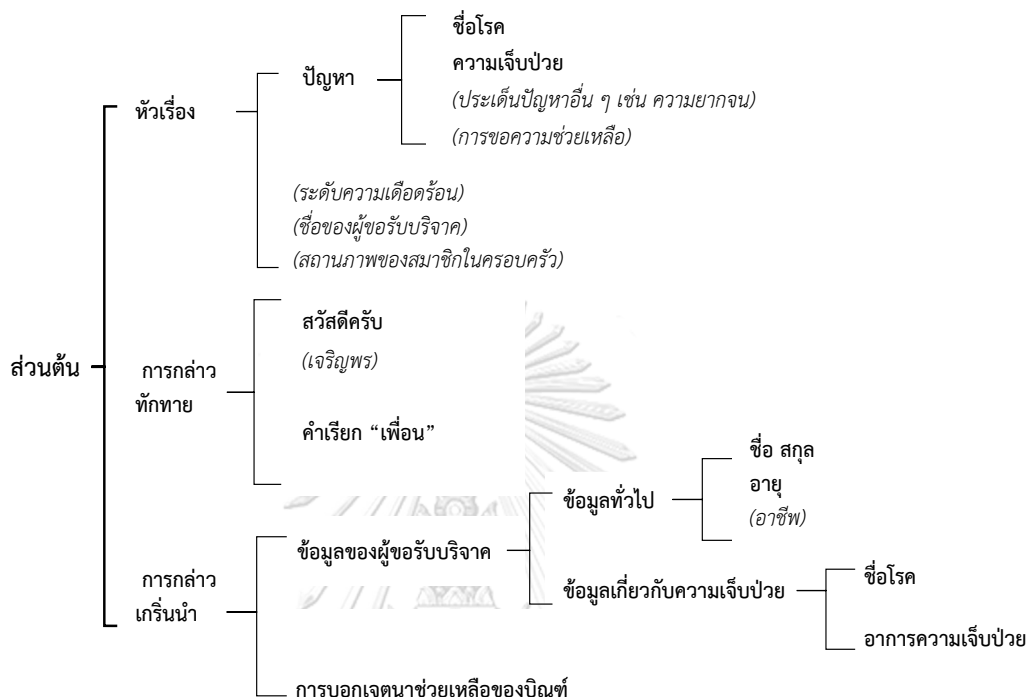 ชื่อโรค
ความเจ็บป่วย
ปัญหา
(ประเด็นปัญหาอื่น ๆ เช่น ความยากจน)
หัวเรื่อง
(การขอความช่วยเหลือ)
(ระดับความเดือดร้อน)
(ชื่อของผู้ขอรับบริจาค)
(สถานภาพของสมาชิกในครอบครัว)
ส่วนต้น
การกล่าว
ทักทาย
สวัสดีครับ
(เจริญพร)
คำเรียก “เพื่อน”
การกล่าว
เกริ่นนำ
ข้อมูลของผู้ขอรับบริจาค
ข้อมูลทั่วไป
ชื่อ สกุล
อายุ
(อาชีพ)
ข้อมูลเกี่ยวกับความเจ็บป่วย
ชื่อโรค
อาการความเจ็บป่วย
การบอกเจตนาช่วยเหลือของบิณฑ์